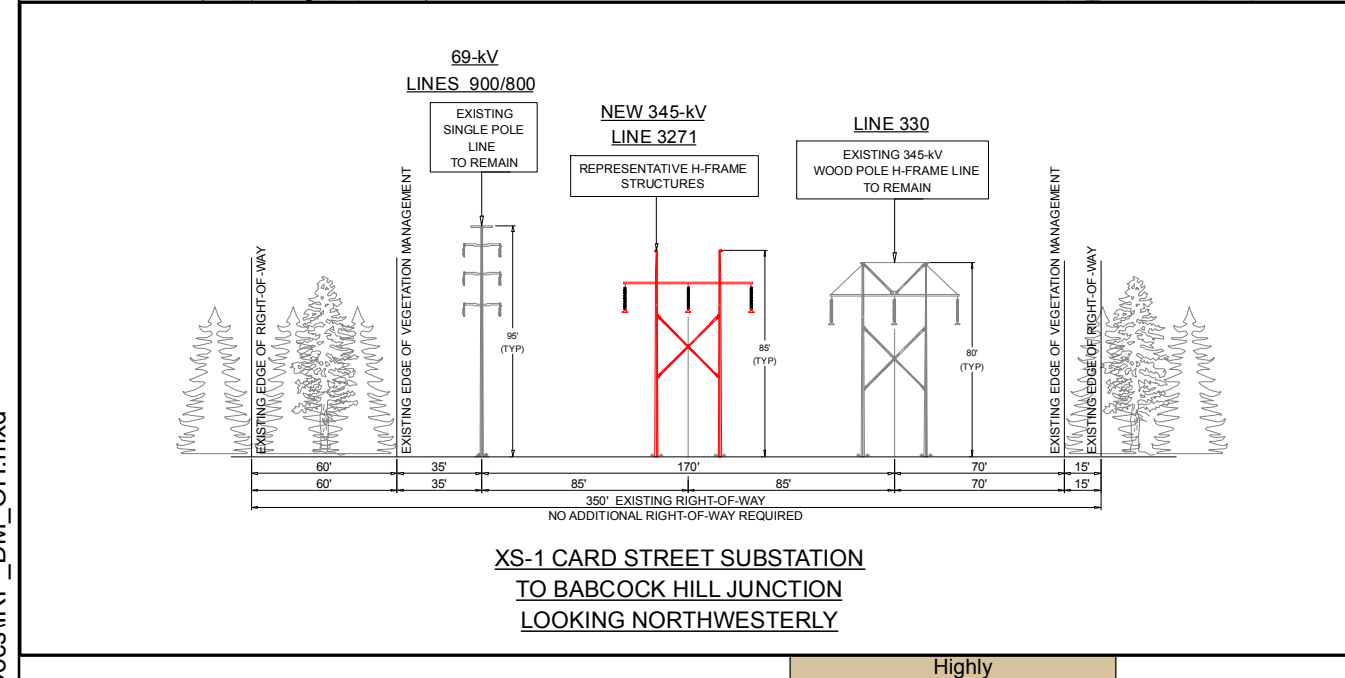 69-kV
LINES 900/800
EXISTING
SINGLE POLE
LINE
TO REMAIN
NEW 345-kV
LINE 3271
REPRESENTATIVE H-FRAME
STRUCTURES
LINE 330
EXISTING 345-kV
WOOD POLE H-FRAME LINE
TO REMAIN
EXISTING EDGE OF RIGHT-OF-WAY
EXISTING EDGE OF VEGETATION MANAGEMENT
95'
(TYP)
85'
(TYP)
80'
(TYP)
EXISTING EDGE OF VEGETATION MANAGEMENT
EXISTING EDGE OF RIGHT-OF-WAY
60' 35' 170' 70' 15'
60' 35' 85' 85' 70' 15'
350' EXISTING RIGHT-OF-WAY
NO ADDITIONAL RIGHT-OF-WAY REQUIRED
XS-1 CARD STREET SUBSTATION
TO BABCOCK HILL JUNCTION
LOOKING NORTHWESTERLY
Highly